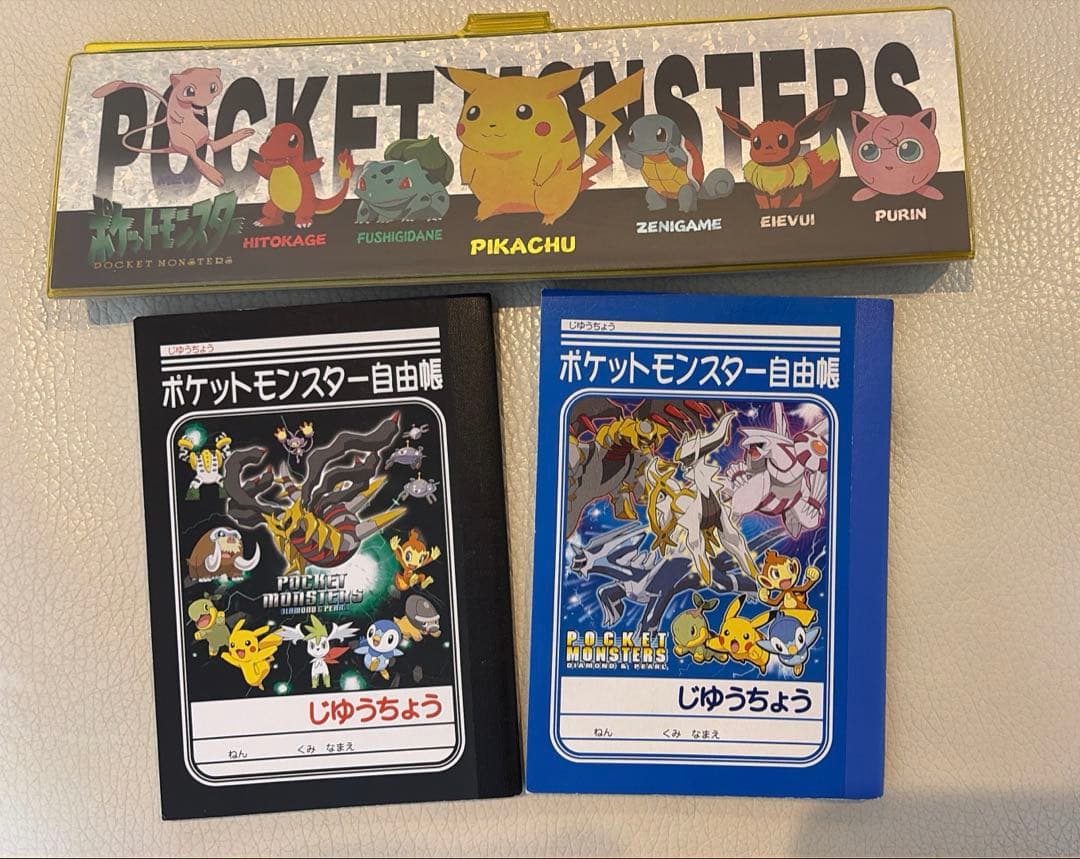 POCKET MONSTERS
ポケットモンスター
POCKET MONSTERS
HITOKAGE
FUSHIGIDANE
PIKACHU
ZENIGAME
EIEVUI
PURIN
じゆうちょう
ポケットモンスター自由帳
POCKET
MONSTERS
DIAMOND & PEARL
じゆうちょう
ねん くみ なまえ
じゆうちょう
ポケットモンスター自由帳
POCKET
MONSTERS
DIAMOND & PEARL
じゆうちょう
ねん くみ なまえ